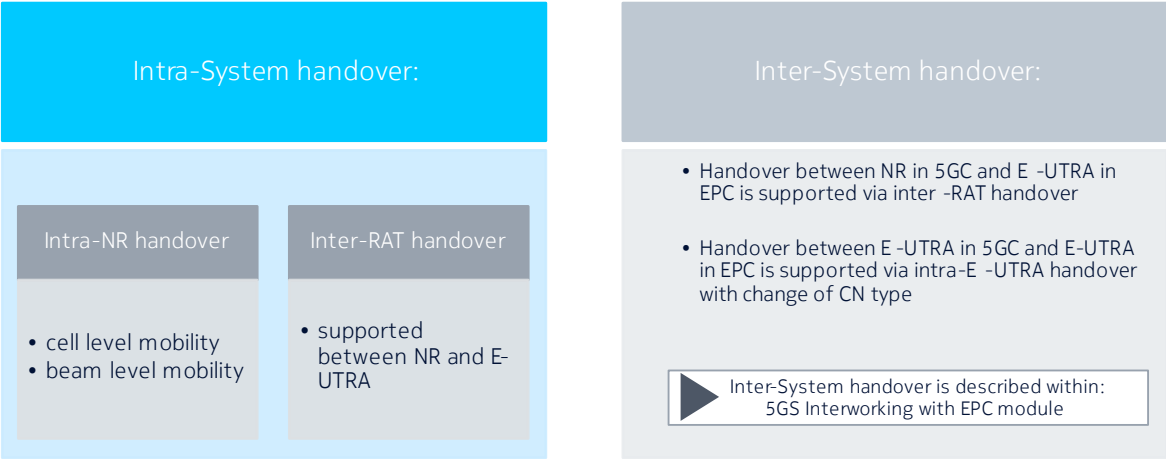 Intra-System handover:
Intra-NR handover
• cell level mobility
• beam level mobility
Inter-RAT handover
• supported
between NR and E-
UTRA
Inter-System handover:
• Handover between NR in 5GC and E -UTRA in
EPC is supported via inter -RAT handover
• Handover between E -UTRA in 5GC and E-UTRA
in EPC is supported via intra-E -UTRA handover
with change of CN type
Inter-System handover is described within:
5GS Interworking with EPC module